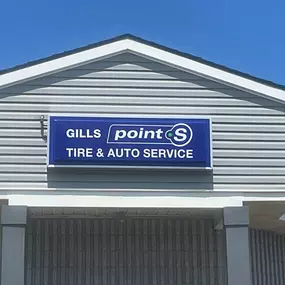 GILLS point S
TIRE & AUTO SERVICE